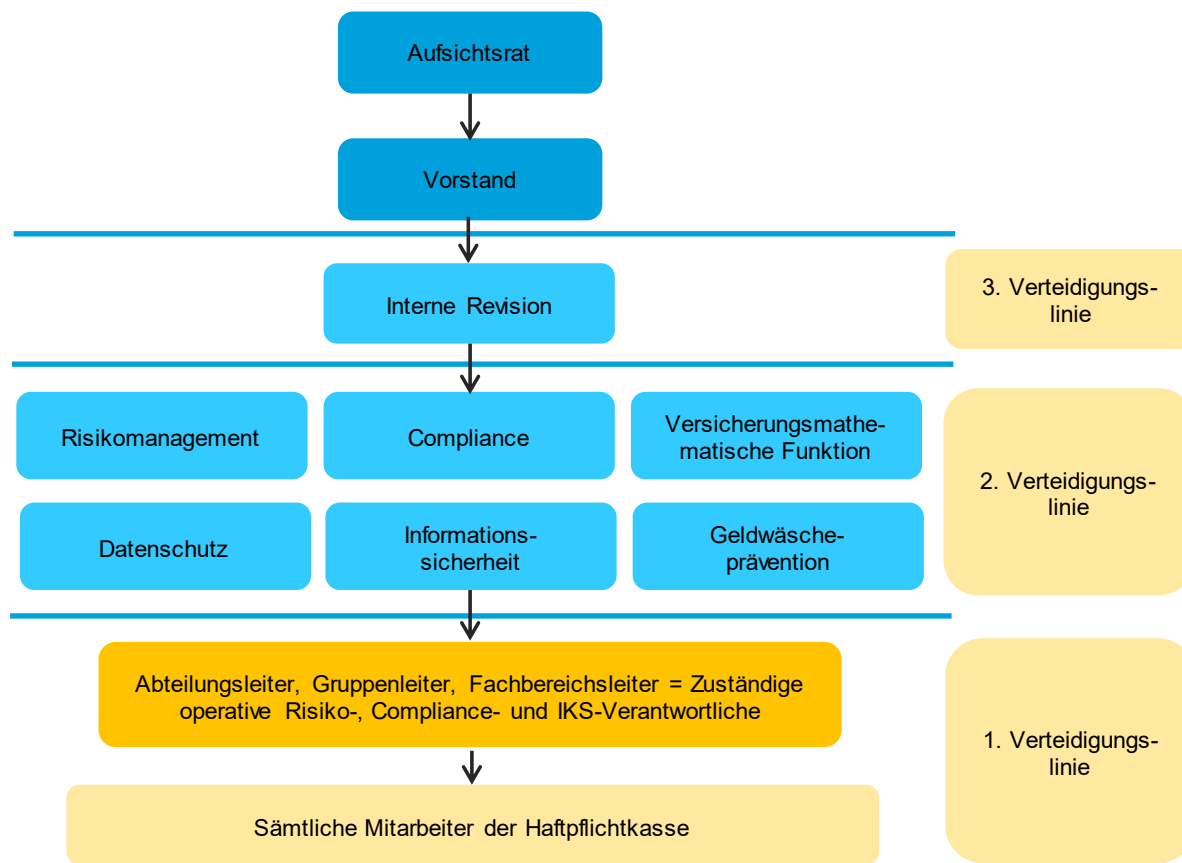 Aufsichtsrat
Vorstand
Interne Revision
3. Verteidigungs-
linie
Risikomanagement
Compliance
Versicherungsmathe-
matische Funktion
Datenschutz
Informations-
sicherheit
Geldwäsche-
prävention
2. Verteidigungs-
linie
Abteilungsleiter, Gruppenleiter, Fachbereichsleiter = Zuständige
operative Risiko-, Compliance- und IKS-Verantwortliche
Sämtliche Mitarbeiter der Haftpflichtkasse
1. Verteidigungs-
linie